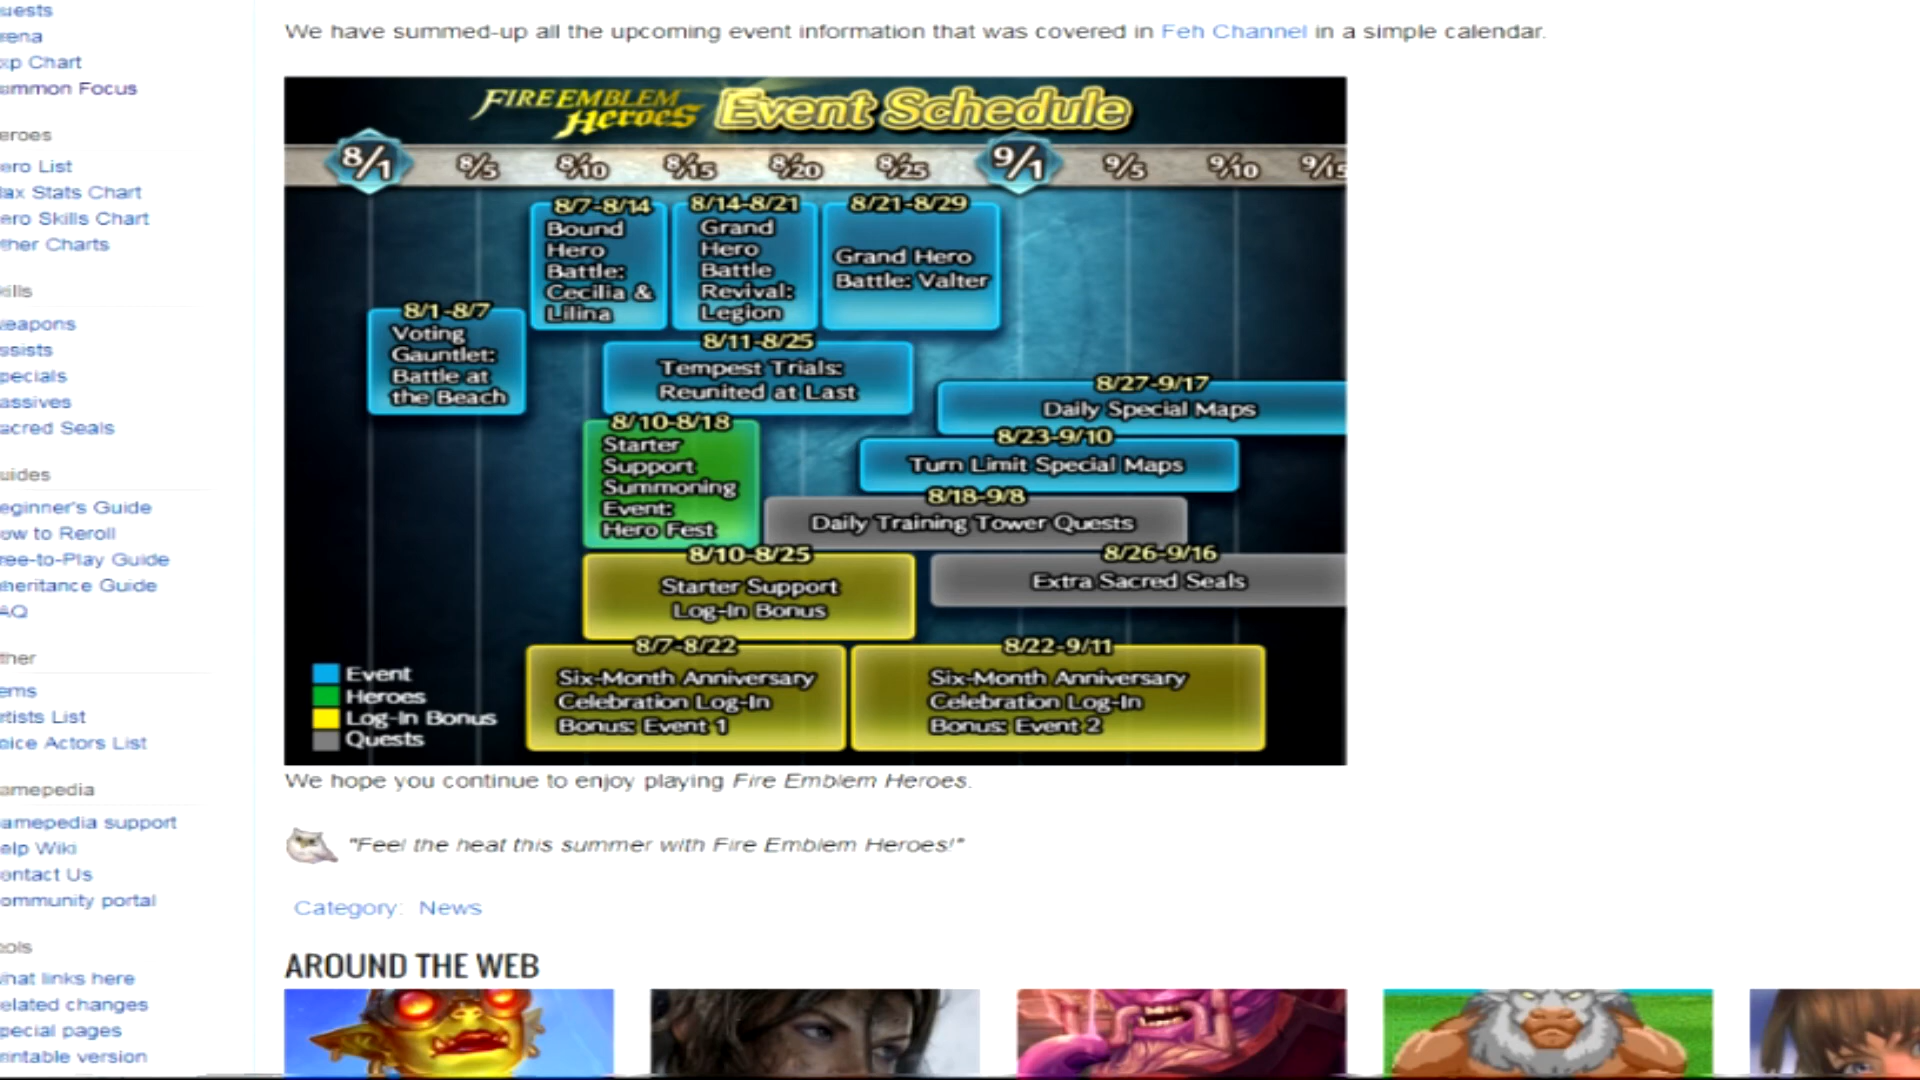 We have summed-up all the upcoming event information that was covered in Feh Channel in a simple calendar.
FIRE EMBLEM Heroes Event Schedule
8/1 8/5 8/10 8/15 8/20 8/25 9/1 9/5 9/10 9/15
8/7-8/14
Bound
Hero
Battle:
Cecilia &
Lilina
8/14-8/21
Grand
Hero
Battle
Revival:
Legion
8/21-8/29
Grand Hero
Battle: Valter
8/1-8/7
Voting
Gauntlet:
Battle at
the Beach
8/11-8/25
Tempest Trials:
Reunited at Last
8/27-9/17
Daily Special Maps
8/10-8/18
Starter
Support
Summoning
Event:
Hero Fest
8/23-9/10
Turn Limit Special Maps
8/18-9/8
Daily Training Tower Quests
8/10-8/25
Starter Support
Log-In Bonus
8/26-9/16
Extra Sacred Seals
8/7-8/22
Six-Month Anniversary
Celebration Log-In
Bonus: Event 1
8/22-9/11
Six-Month Anniversary
Celebration Log-In
Bonus: Event 2
Event
Heroes
Log-In Bonus
Quests
We hope you continue to enjoy playing Fire Emblem Heroes.
"Feel the heat this summer with Fire Emblem Heroes!"
Category: News
AROUND THE WEB
uests
rena
xp Chart
ummon Focus
eroes
ero List
ax Stats Chart
ero Skills Chart
ther Charts
kills
eapons
ssists
pecials
assives
acred Seals
uides
eginner's Guide
ow to Reroll
ree-to-Play Guide
nheritance Guide
AQ
ther
ems
rtists List
oice Actors List
amepedia
amepedia support
elp Wiki
ontact Us
ommunity portal
ools
hat links here
elated changes
pecial pages
rintable version